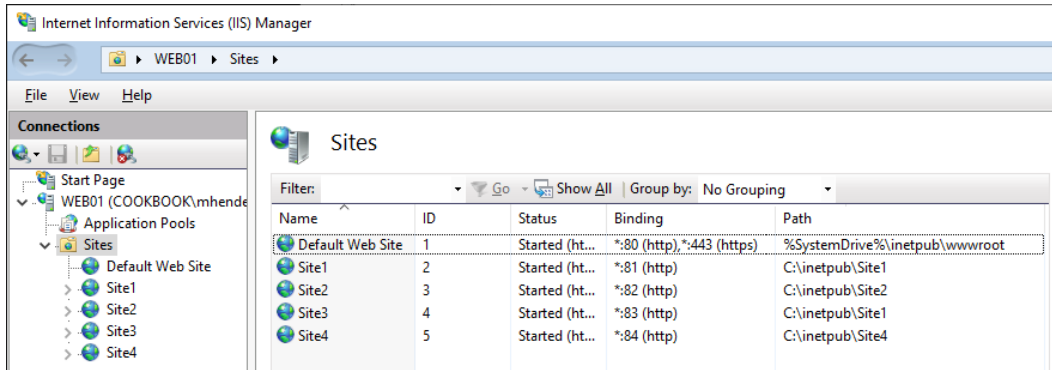 Internet Information Services (IIS) Manager
WEB01 Sites
File View Help
Connections
Start Page
WEB01 (COOKBOOK\mhende
Application Pools
Sites
Default Web Site
Site1
Site2
Site3
Site4
Sites
Filter: Go Show All Group by: No Grouping
Name ID Status Binding Path
Default Web Site 1 Started (ht... *:80 (http),*:443 (https) %SystemDrive%\inetpub\wwwroot
Site1 2 Started (ht... *:81 (http) C:\inetpub\Site1
Site2 3 Started (ht... *:82 (http) C:\inetpub\Site2
Site3 4 Started (ht... *:83 (http) C:\inetpub\Site1
Site4 5 Started (ht... *:84 (http) C:\inetpub\Site4